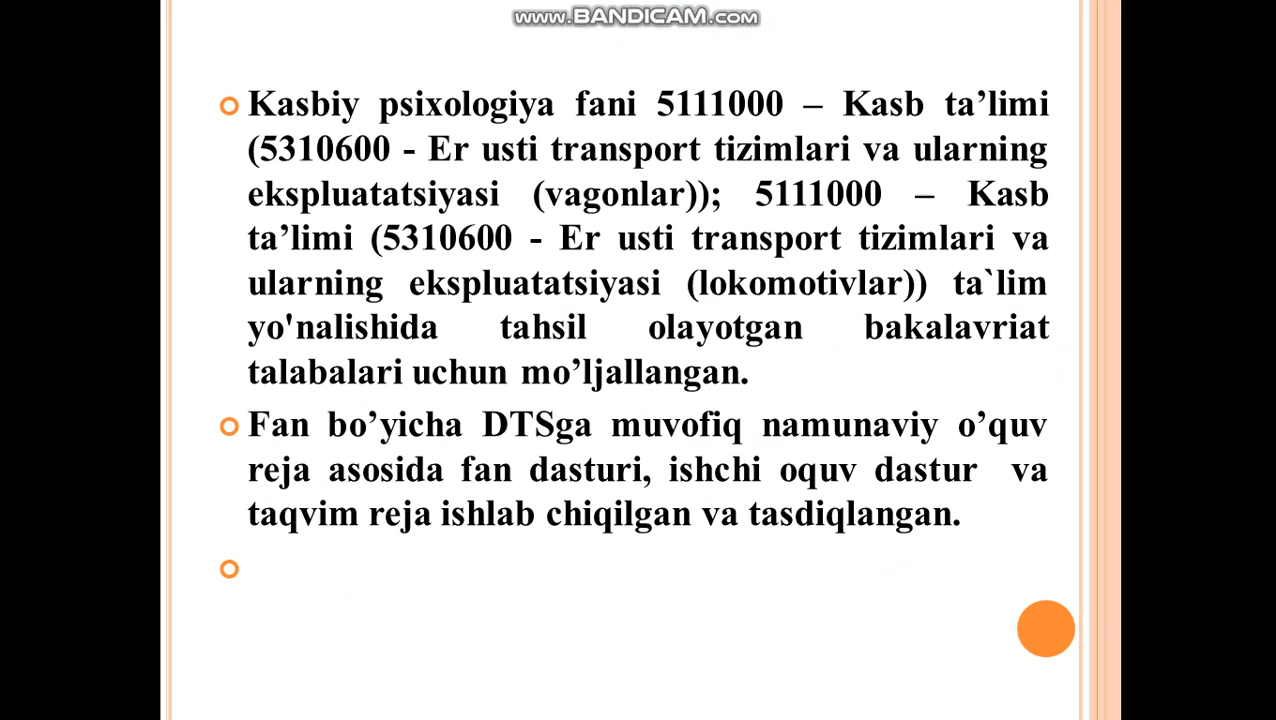 www.BANDICAM.com
Kasbiy psixologiya fani 5111000 – Kasb ta’limi
(5310600 - Er usti transport tizimlari va ularning
ekspluatatsiyasi (vagonlar)); 5111000 – Kasb
ta’limi (5310600 - Er usti transport tizimlari va
ularning ekspluatatsiyasi (lokomotivlar)) ta`lim
yo'nalishida tahsil olayotgan bakalavriat
talabalari uchun mo’ljallangan.
Fan bo’yicha DTSga muvofiq namunaviy o’quv
reja asosida fan dasturi, ishchi oquv dastur va
taqvim reja ishlab chiqilgan va tasdiqlangan.